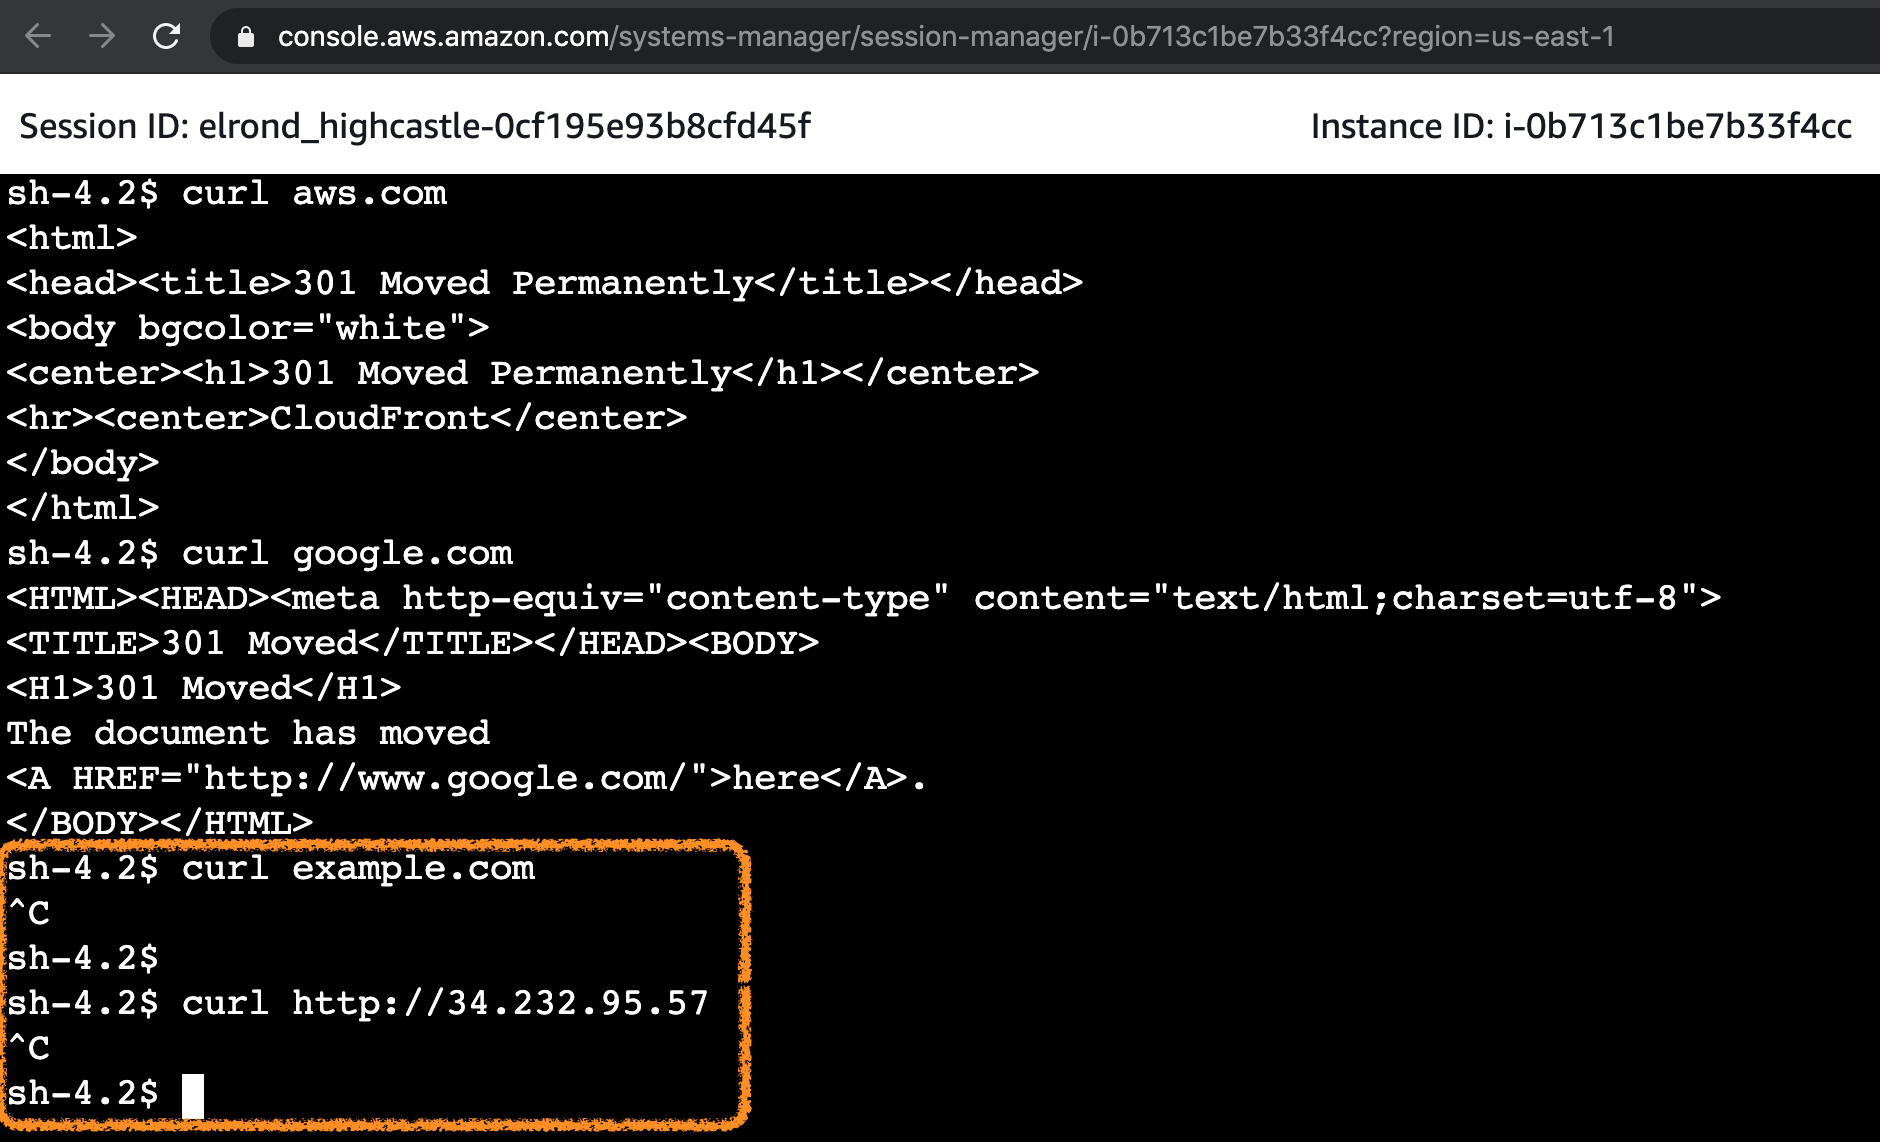 console.aws.amazon.com/systems-manager/session-manager/i-0b713c1be7b33f4cc?region=us-east-1
Session ID: elrond_highcastle-0cf195e93b8cfd45f
Instance ID: i-0b713c1be7b33f4cc
sh-4.2$ curl aws.com
<html>
<head><title>301 Moved Permanently</title></head>
<body bgcolor="white">
<center><h1>301 Moved Permanently</h1></center>
<hr><center>CloudFront</center>
</body>
</html>
sh-4.2$ curl google.com
<HTML><HEAD><meta http-equiv="content-type" content="text/html;charset=utf-8">
<TITLE>301 Moved</TITLE></HEAD><BODY>
<H1>301 Moved</H1>
The document has moved
<A HREF="http://www.google.com/">here</A>.
</BODY></HTML>
sh-4.2$ curl example.com
^C
sh-4.2$
sh-4.2$ curl http://34.232.95.57
^C
sh-4.2$